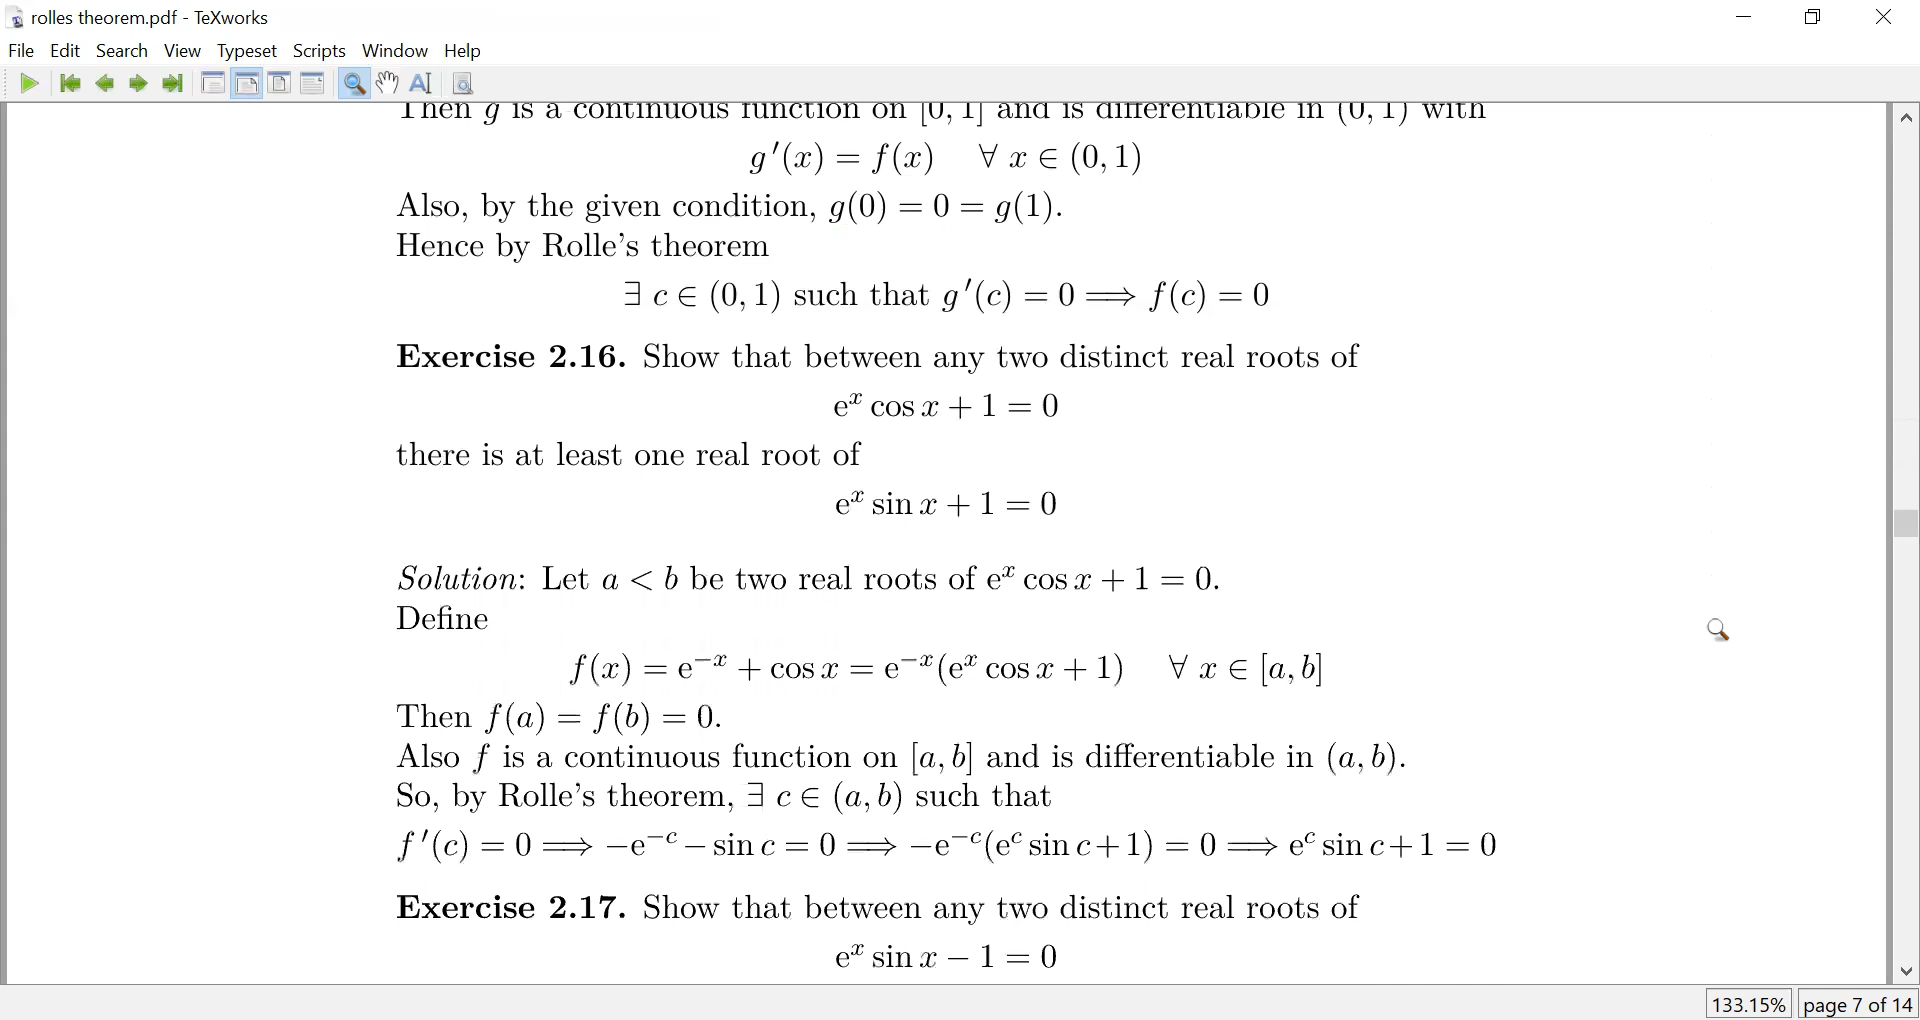 rolles theorem.pdf - TeXworks
File Edit Search View Typeset Scripts Window Help
Then g is a continuous function on [0, 1] and is differentiable in (0, 1) with
g′(x) = f(x) ∀ x ∈ (0, 1)
Also, by the given condition, g(0) = 0 = g(1).
Hence by Rolle's theorem
∃ c ∈ (0, 1) such that g′(c) = 0 ⟹ f(c) = 0
Exercise 2.16. Show that between any two distinct real roots of
eˣ cos x + 1 = 0
there is at least one real root of
eˣ sin x + 1 = 0
Solution: Let a < b be two real roots of eˣ cos x + 1 = 0.
Define
f(x) = e⁻ˣ + cos x = e⁻ˣ(eˣ cos x + 1) ∀ x ∈ [a, b]
Then f(a) = f(b) = 0.
Also f is a continuous function on [a, b] and is differentiable in (a, b).
So, by Rolle's theorem, ∃ c ∈ (a, b) such that
f′(c) = 0 ⟹ −e⁻ᶜ − sin c = 0 ⟹ −e⁻ᶜ(eᶜ sin c+1) = 0 ⟹ eᶜ sin c+1 = 0
Exercise 2.17. Show that between any two distinct real roots of
eˣ sin x − 1 = 0
133.15% page 7 of 14